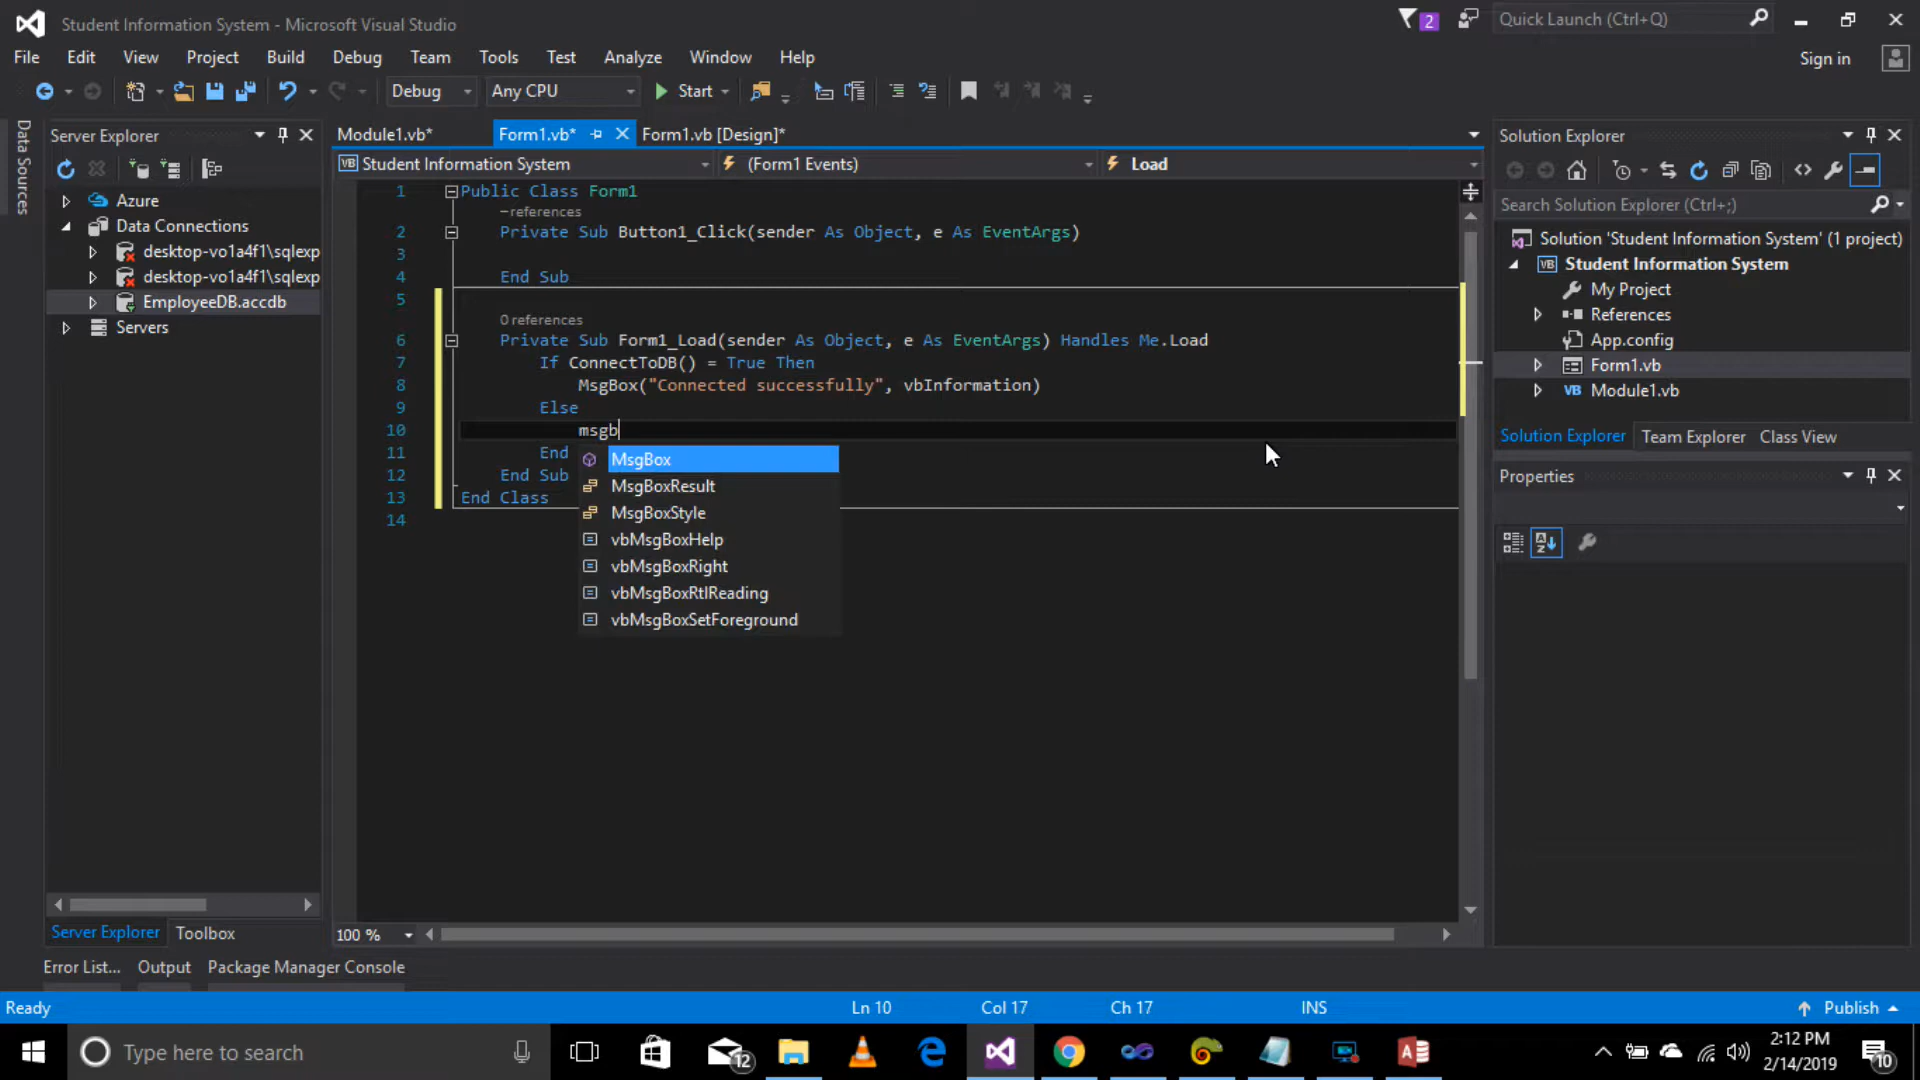 Student Information System - Microsoft Visual Studio
2
Quick Launch (Ctrl+Q)
File Edit View Project Build Debug Team Tools Test Analyze Window Help
Sign in
Debug Any CPU Start
Data Sources
Server Explorer
Azure
Data Connections
desktop-vo1a4f1\sqlexp
desktop-vo1a4f1\sqlexp
EmployeeDB.accdb
Servers
Server Explorer Toolbox
Module1.vb* Form1.vb* Form1.vb [Design]*
VB Student Information System (Form1 Events) Load
1 Public Class Form1
–references
2 Private Sub Button1_Click(sender As Object, e As EventArgs)
3
4 End Sub
5
0 references
6 Private Sub Form1_Load(sender As Object, e As EventArgs) Handles Me.Load
7 If ConnectToDB() = True Then
8 MsgBox("Connected successfully", vbInformation)
9 Else
10 msgb
11 End
12 End Sub
13 End Class
14
MsgBox
MsgBoxResult
MsgBoxStyle
vbMsgBoxHelp
vbMsgBoxRight
vbMsgBoxRtlReading
vbMsgBoxSetForeground
100 %
Solution Explorer
Search Solution Explorer (Ctrl+;)
Solution 'Student Information System' (1 project)
VB Student Information System
My Project
References
App.config
Form1.vb
VB Module1.vb
Solution Explorer Team Explorer Class View
Properties
Error List... Output Package Manager Console
Ready Ln 10 Col 17 Ch 17 INS Publish
Type here to search
12
2:12 PM
2/14/2019
10